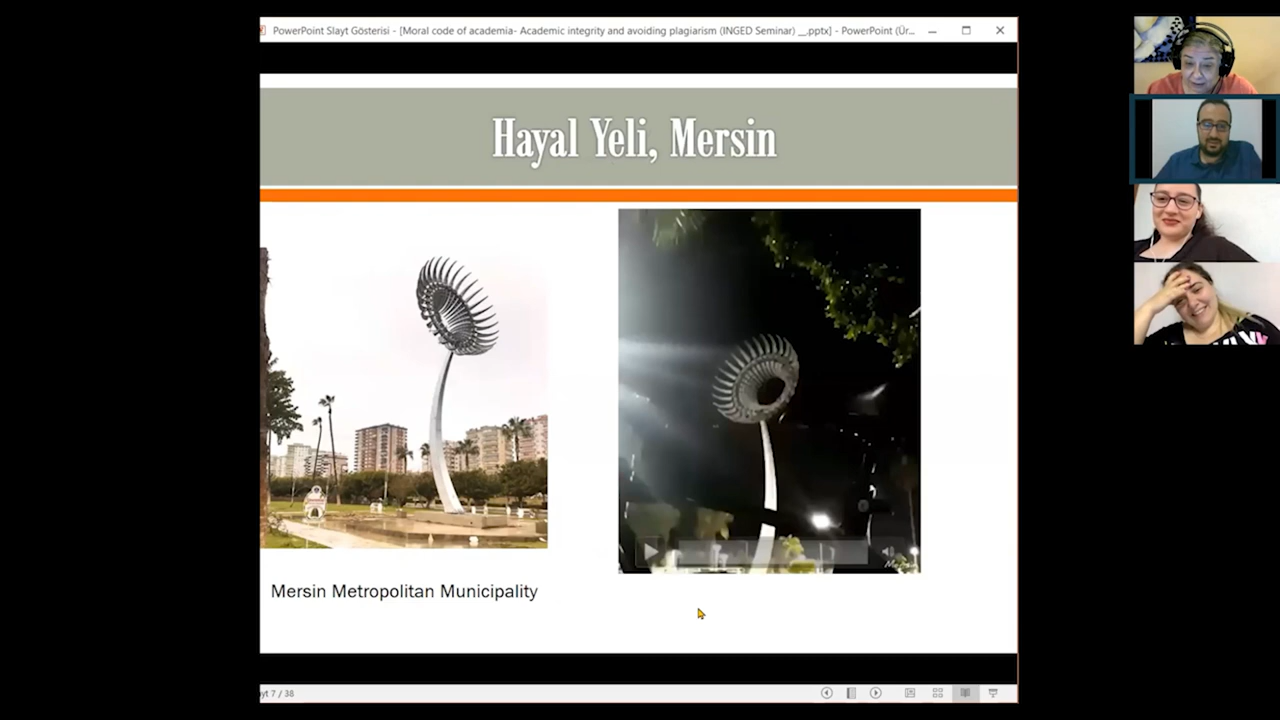 PowerPoint Slayt Gösterisi - [Moral code of academia- Academic integrity and avoiding plagiarism (INGED Seminar) __.pptx] - PowerPoint (Ür...
Hayal Yeli, Mersin
Mersin Metropolitan Municipality
yt 7 / 38